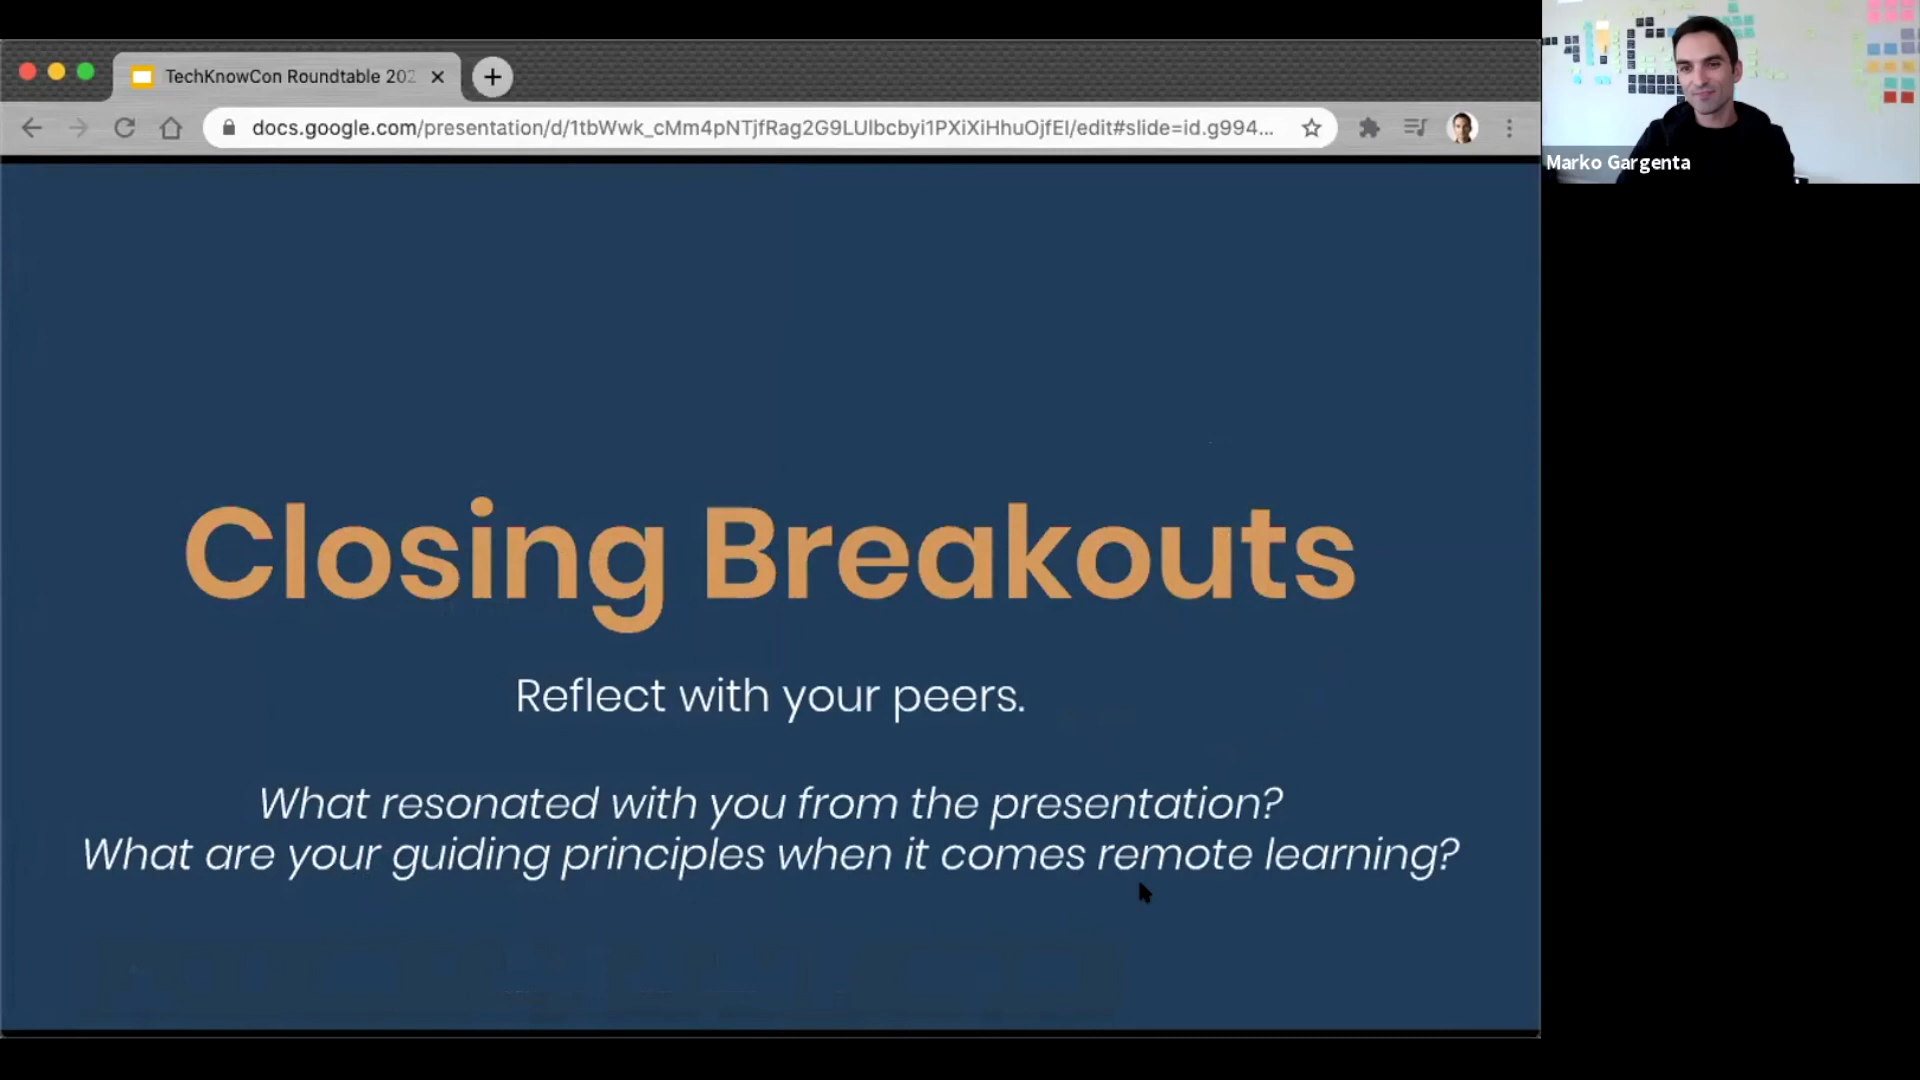 TechKnowCon Roundtable 202
docs.google.com/presentation/d/1tbWwk_cMm4pNTjfRag2G9LUlbcbyi1PXiXiHhuOjfEI/edit#slide=id.g994...
Marko Gargenta
Closing Breakouts
Reflect with your peers.
What resonated with you from the presentation?
What are your guiding principles when it comes remote learning?